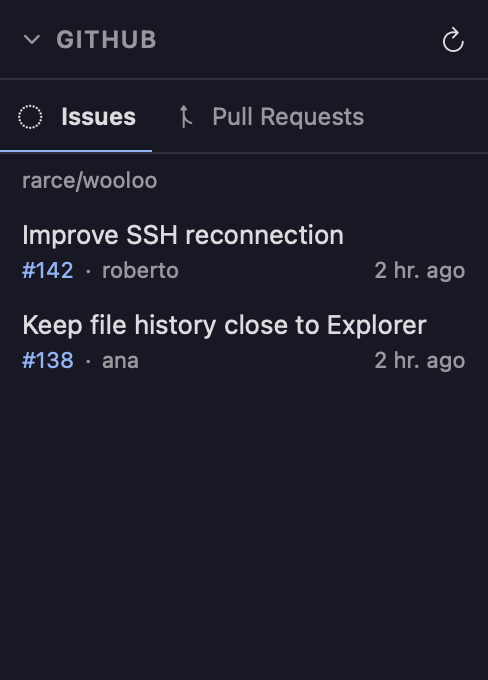 GITHUB
Issues
Pull Requests
rarce/wooloo
Improve SSH reconnection
#142 · roberto
2 hr. ago
Keep file history close to Explorer
#138 · ana
2 hr. ago